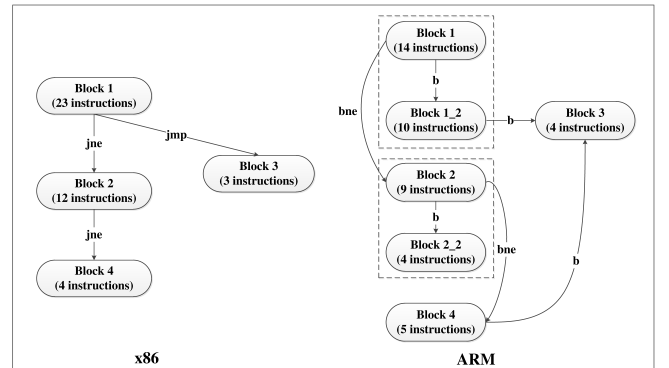 Block 1
(23 instructions)
jne
jmp
Block 2
(12 instructions)
Block 3
(3 instructions)
jne
Block 4
(4 instructions)
x86
Block 1
(14 instructions)
b
bne
Block 1_2
(10 instructions)
b
Block 3
(4 instructions)
Block 2
(9 instructions)
b
bne
Block 2_2
(4 instructions)
b
Block 4
(5 instructions)
ARM